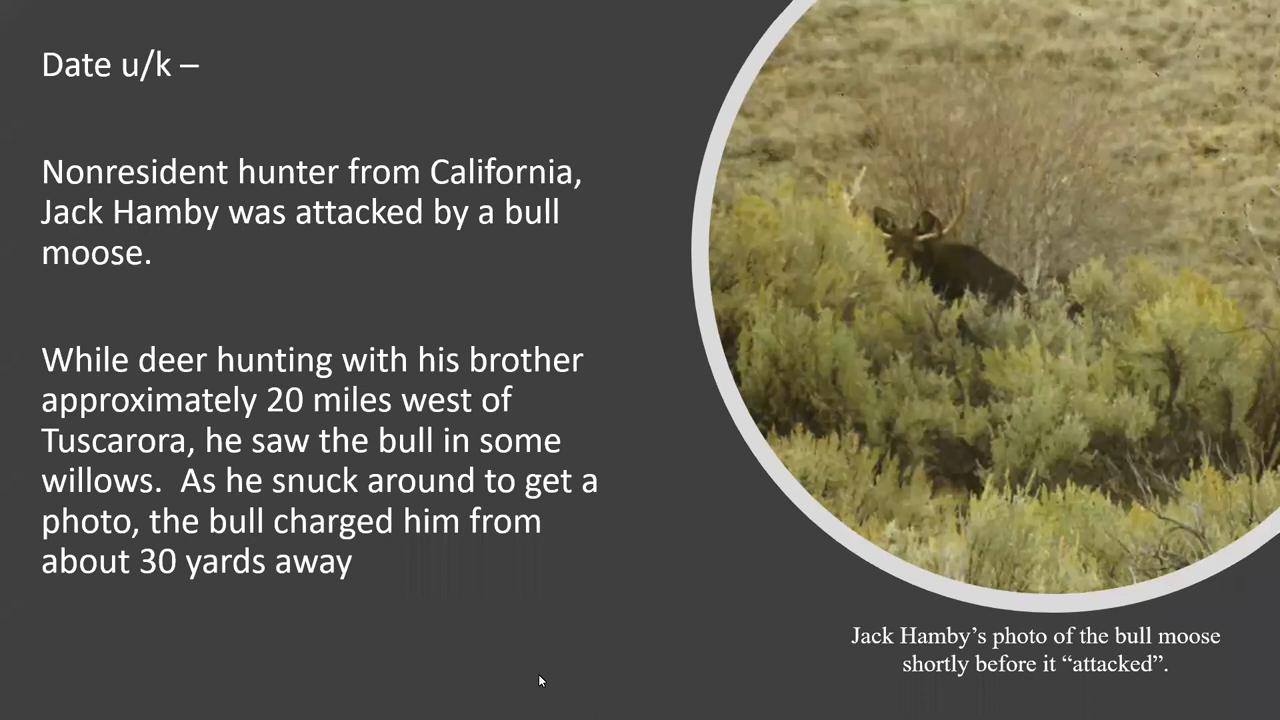 Date u/k –
Nonresident hunter from California,
Jack Hamby was attacked by a bull
moose.
While deer hunting with his brother
approximately 20 miles west of
Tuscarora, he saw the bull in some
willows.  As he snuck around to get a
photo, the bull charged him from
about 30 yards away
Jack Hamby’s photo of the bull moose
shortly before it “attacked”.